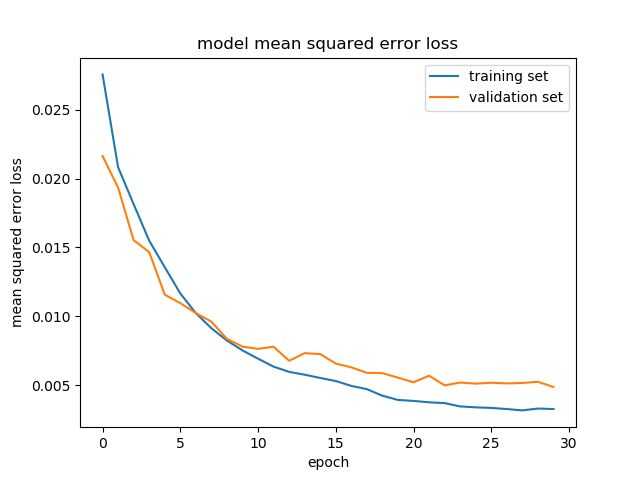 model mean squared error loss
training set
validation set
0.025
0.020
0.015
0.010
0.005
mean squared error loss
0 5 10 15 20 25 30
epoch